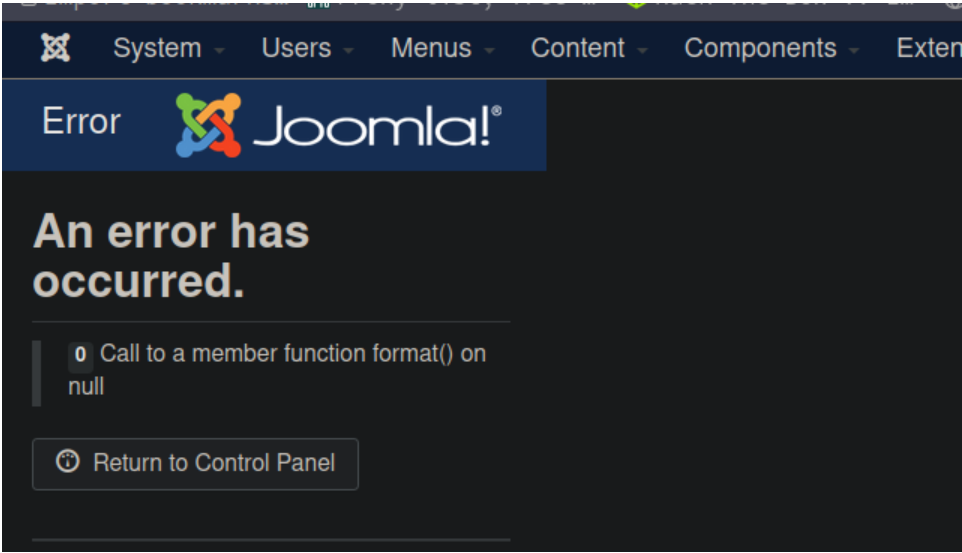 System Users Menus Content Components Exten
Error Joomla!®
An error has
occurred.
0 Call to a member function format() on
null
Return to Control Panel